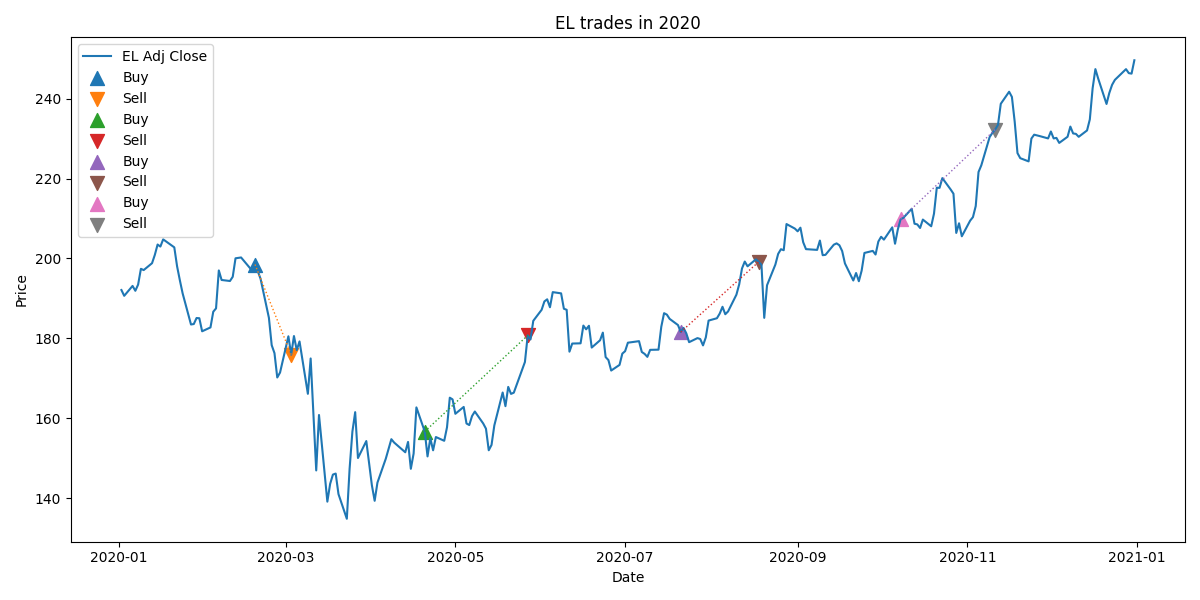 EL trades in 2020
EL Adj Close
Buy
Sell
Buy
Sell
Buy
Sell
Buy
Sell
240
220
200
180
160
140
Price
2020-01
2020-03
2020-05
2020-07
2020-09
2020-11
2021-01
Date